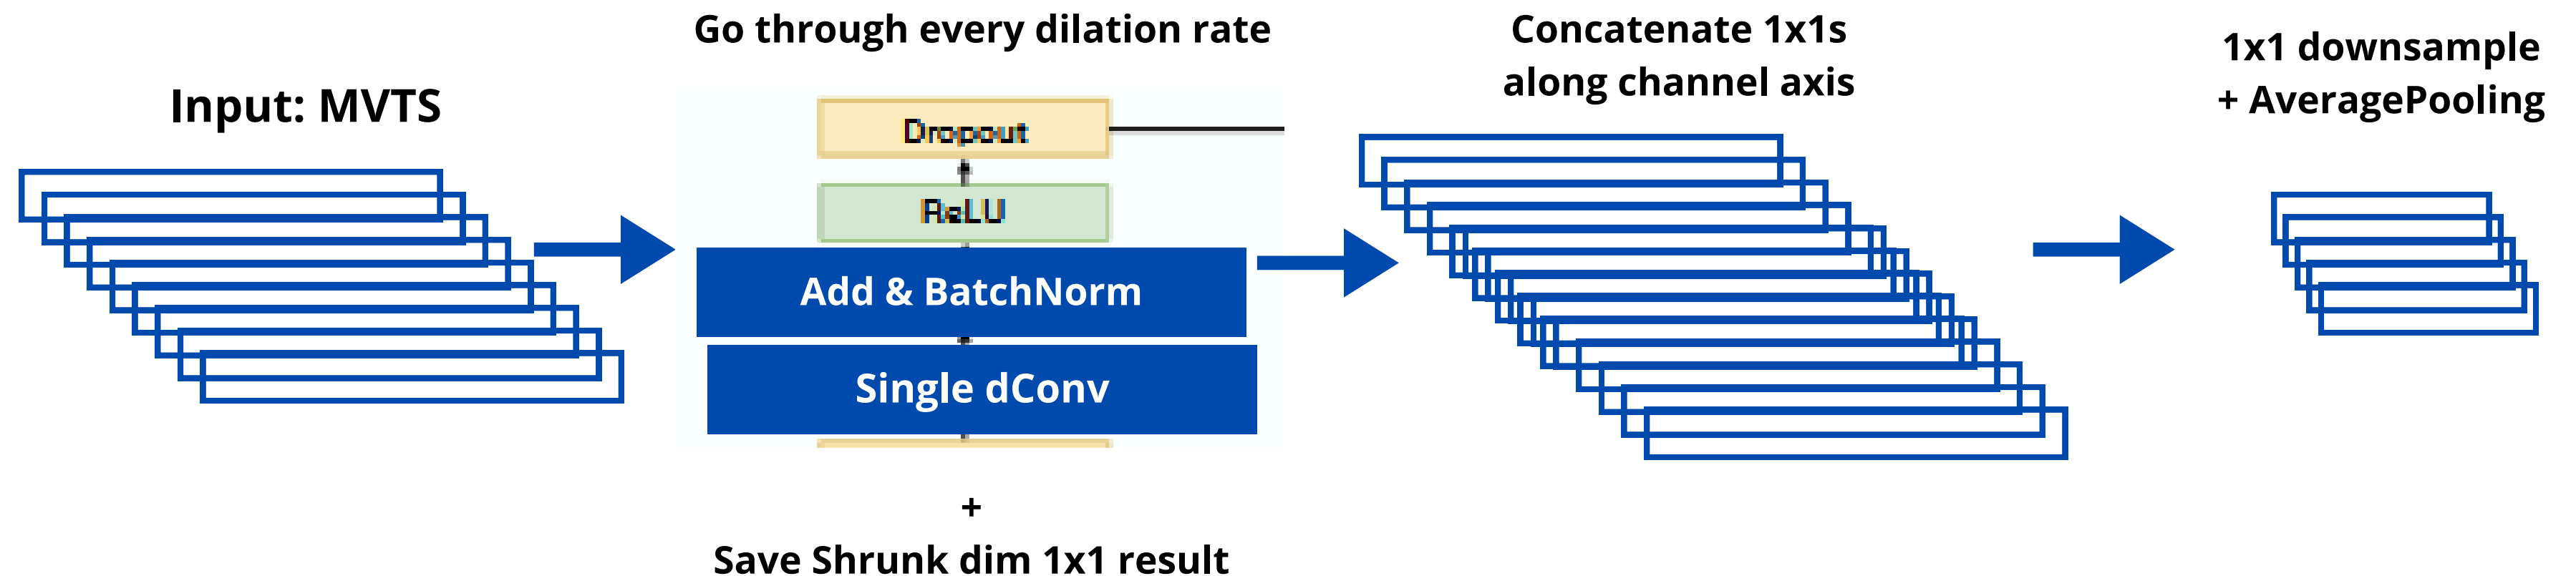 Input: MVTS
Go through every dilation rate
Dropout
ReLU
Add & BatchNorm
Single dConv
+
Save Shrunk dim 1x1 result
Concatenate 1x1s
along channel axis
1x1 downsample
+ AveragePooling